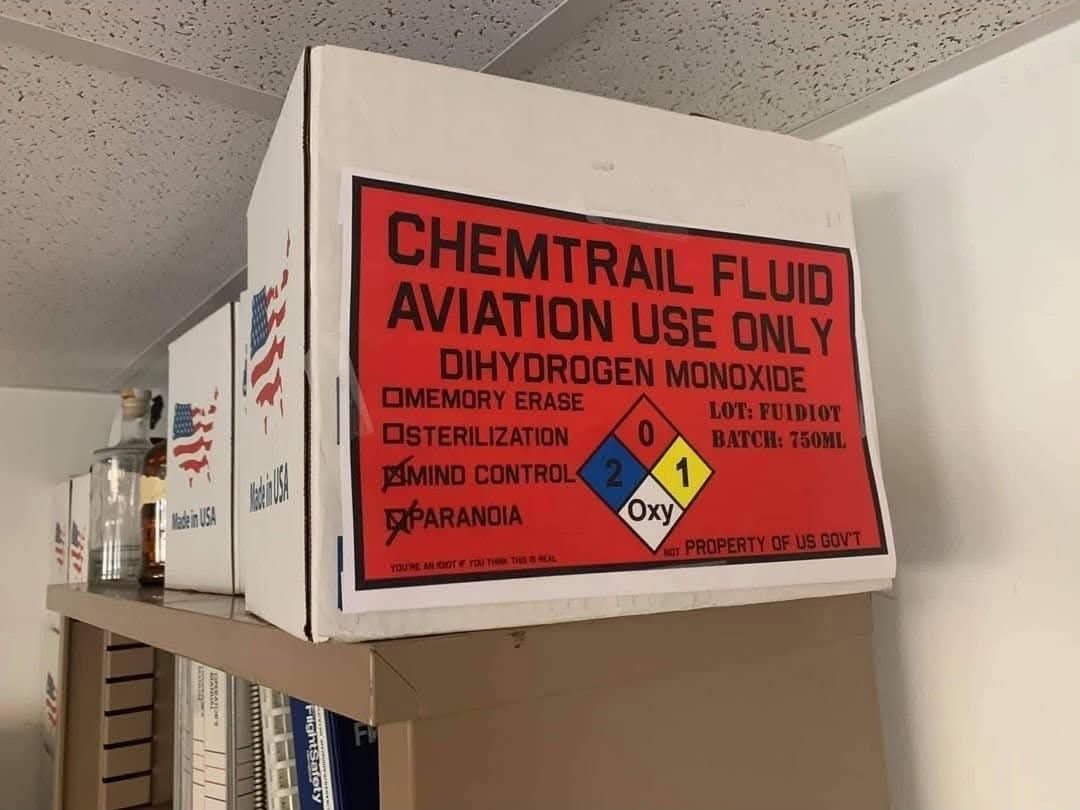 CHEMTRAIL FLUID
AVIATION USE ONLY
DIHYDROGEN MONOXIDE
MEMORY ERASE
STERILIZATION
MIND CONTROL
PARANOIA
LOT: FU1D10T
BATCH: 750ML
0
2
1
Oxy
YOU'RE AN IDIOT IF YOU THINK THIS IS REAL
NOT PROPERTY OF US GOV'T
Made in USA
Made in USA
FlightSafety